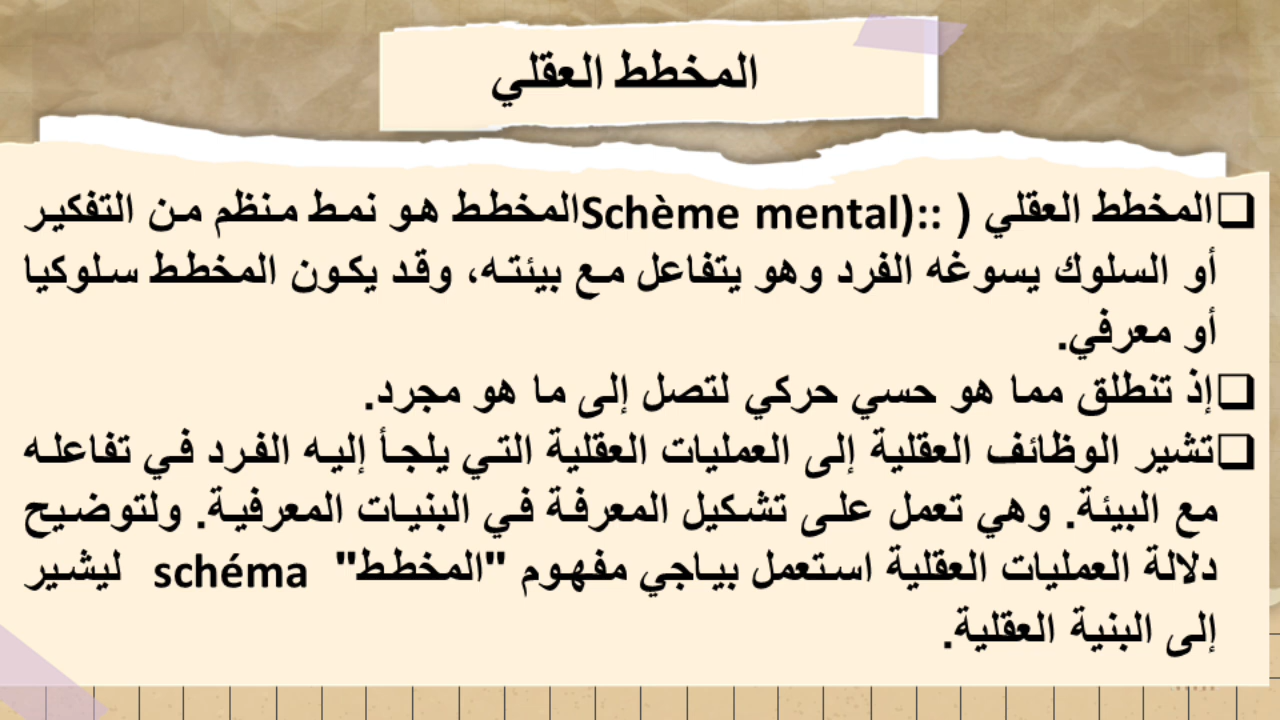 المخطط العقلي
❑المخطط العقلي ( ::(Schème mentalالمخطط هو نمط منظم من التفكير
أو السلوك يسوغه الفرد وهو يتفاعل مع بيئته، وقد يكون المخطط سلوكيا
أو معرفي.
❑إذ تنطلق مما هو حسي حركي لتصل إلى ما هو مجرد.
❑تشير الوظائف العقلية إلى العمليات العقلية التي يلجأ إليه الفرد في تفاعله
مع البيئة. وهي تعمل على تشكيل المعرفة في البنيات المعرفية. ولتوضيح
دلالة العمليات العقلية استعمل بياجي مفهوم "المخطط" schéma ليشير
إلى البنية العقلية.